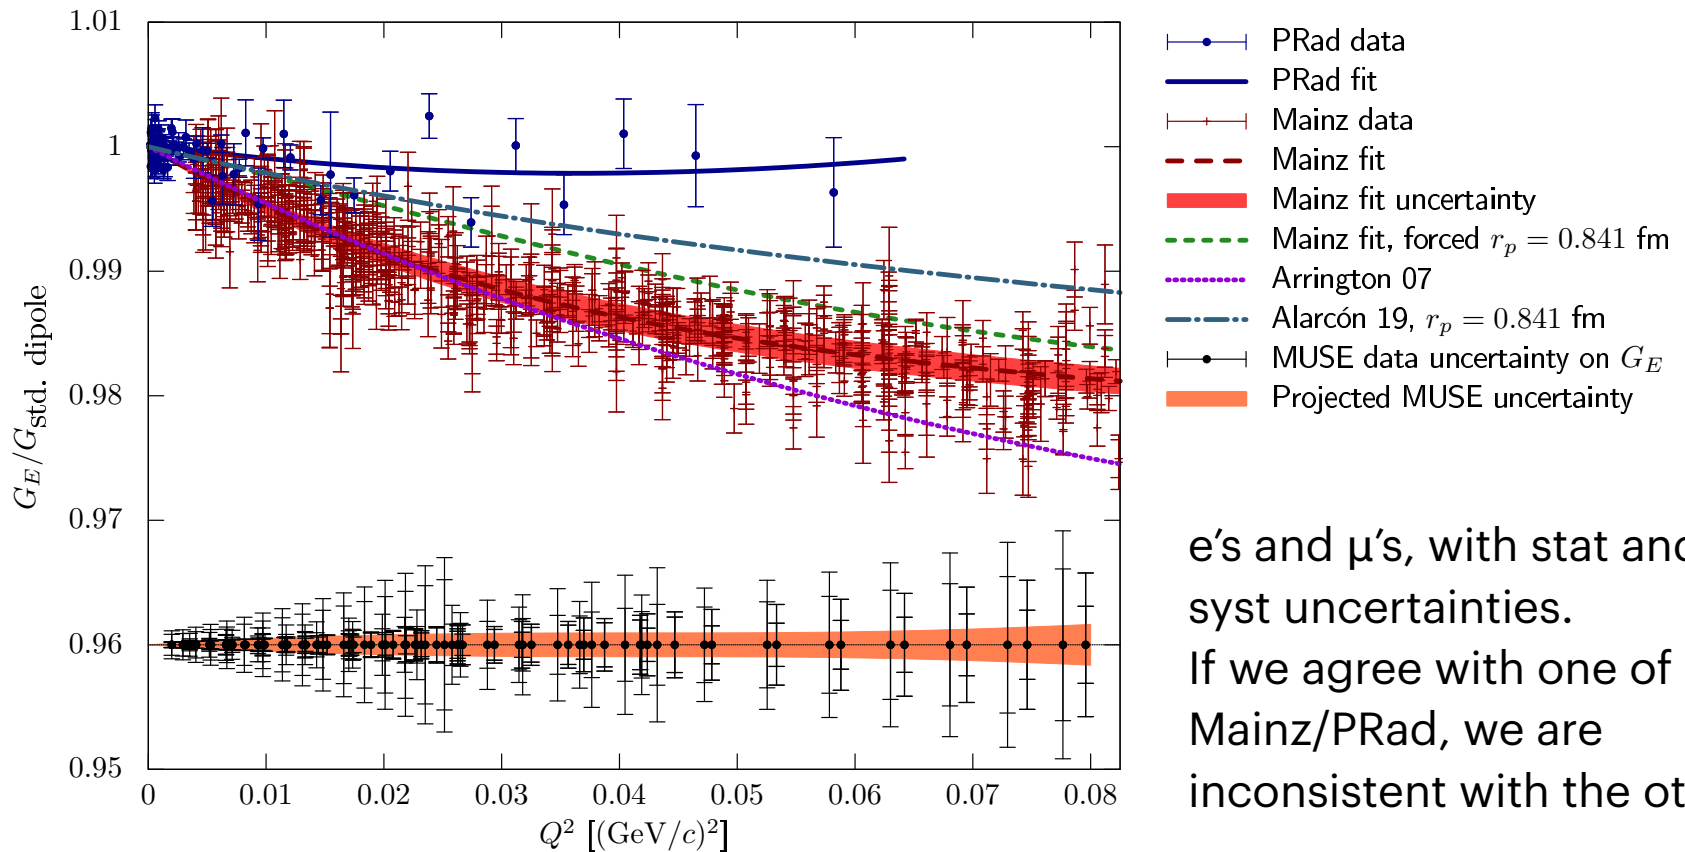 1.01
1
0.99
0.98
0.97
0.96
0.95
G_E/G_std. dipole
0
0.01
0.02
0.03
0.04
0.05
0.06
0.07
0.08
Q² [(GeV/c)²]
PRad data
PRad fit
Mainz data
Mainz fit
Mainz fit uncertainty
Mainz fit, forced r_p = 0.841 fm
Arrington 07
Alarcón 19, r_p = 0.841 fm
MUSE data uncertainty on G_E
Projected MUSE uncertainty
e's and μ's, with stat and
syst uncertainties.
If we agree with one of
Mainz/PRad, we are
inconsistent with the